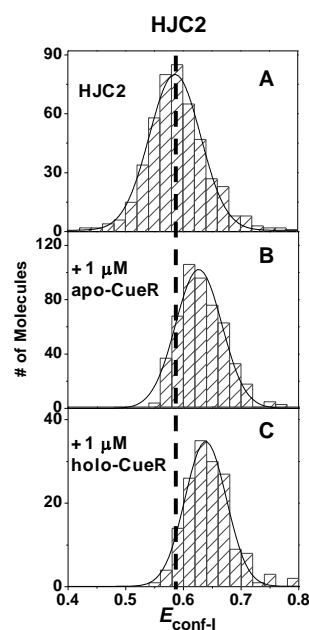 HJC2
90
60
30
0
HJC2
A
120
80
40
0
+ 1 μM
apo-CueR
B
# of Molecules
40
20
0
+ 1 μM
holo-CueR
C
0.4 0.5 0.6 0.7 0.8
E_conf-I